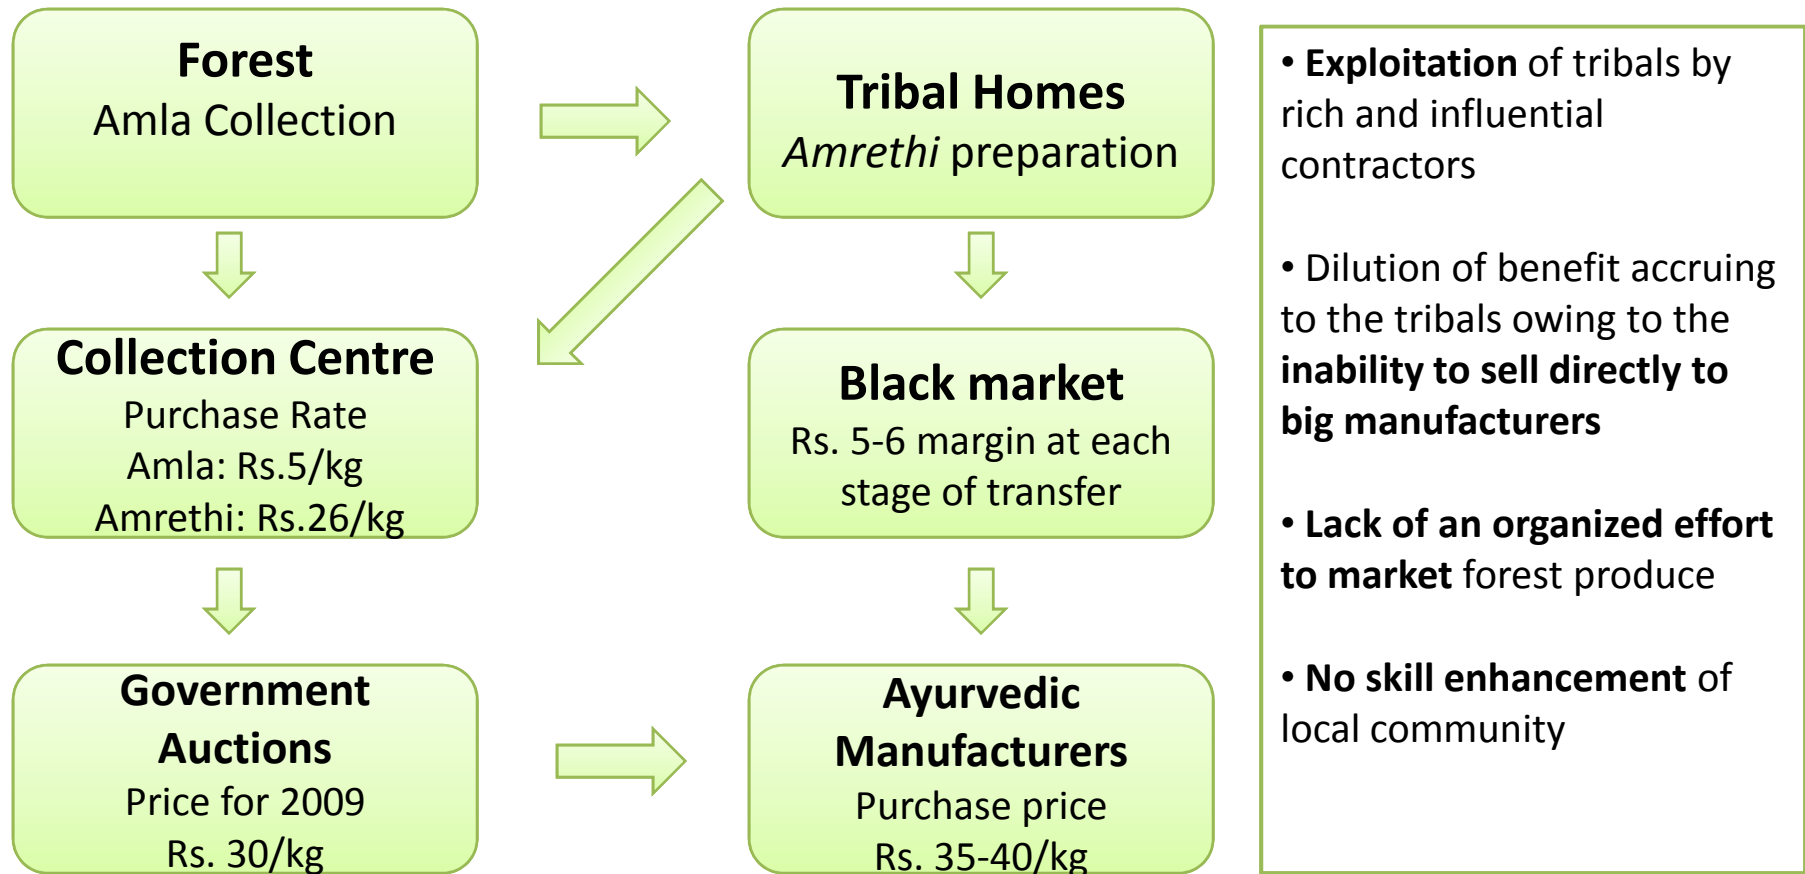 Forest
Amla Collection
Tribal Homes
Amrethi preparation
Collection Centre
Purchase Rate
Amla: Rs.5/kg
Amrethi: Rs.26/kg
Black market
Rs. 5-6 margin at each
stage of transfer
Government
Auctions
Price for 2009
Rs. 30/kg
Ayurvedic
Manufacturers
Purchase price
Rs. 35-40/kg
• Exploitation of tribals by
rich and influential
contractors
• Dilution of benefit accruing
to the tribals owing to the
inability to sell directly to
big manufacturers
• Lack of an organized effort
to market forest produce
• No skill enhancement of
local community